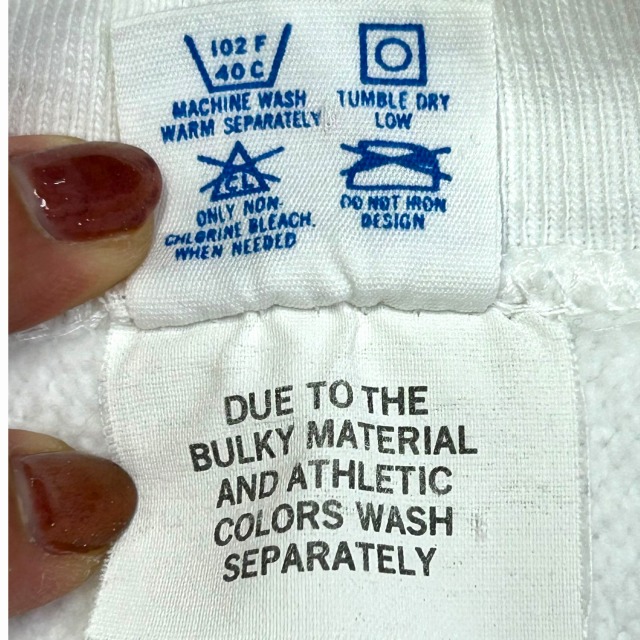 102 F
40 C
MACHINE WASH
WARM SEPARATELY
TUMBLE DRY
LOW
CL
ONLY NON-
CHLORINE BLEACH.
WHEN NEEDED
DO NOT IRON
DESIGN
DUE TO THE
BULKY MATERIAL
AND ATHLETIC
COLORS WASH
SEPARATELY